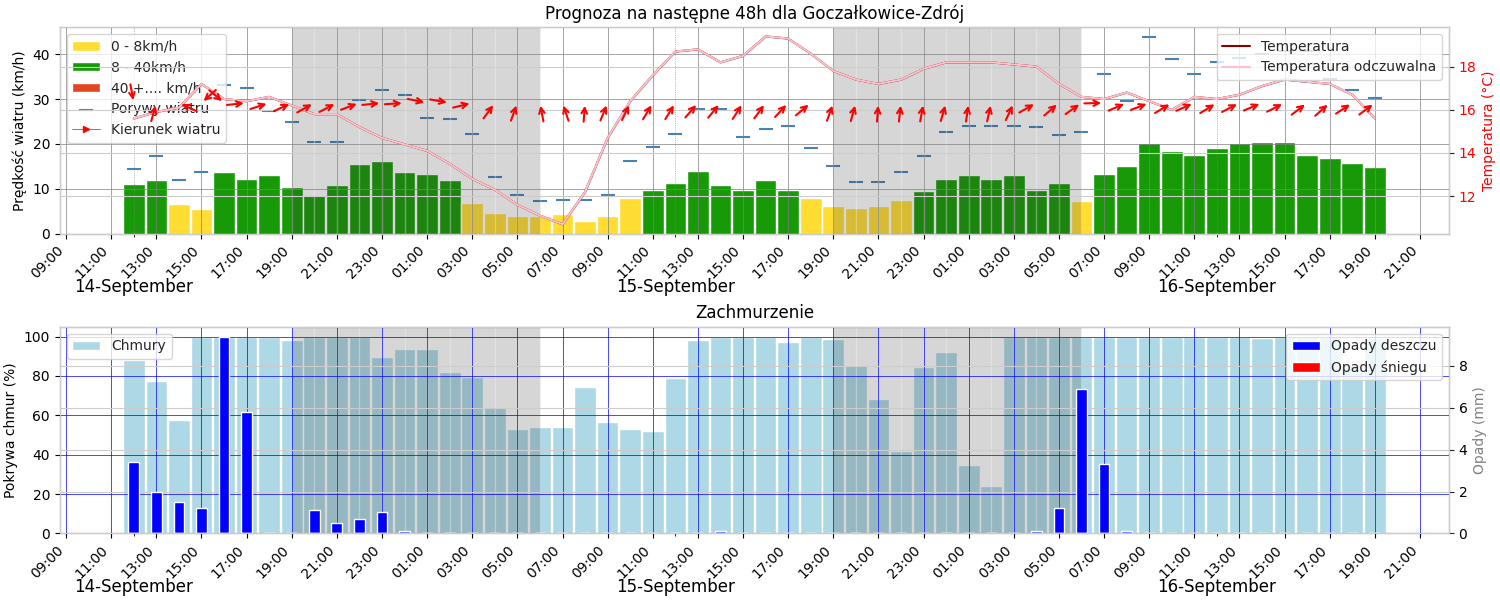 Prognoza na następne 48h dla Goczałkowice-Zdrój
Prędkość wiatru (km/h)
0 - 8km/h
8 - 40km/h
40 +.... km/h
Porywy wiatru
Kierunek wiatru
Temperatura
Temperatura odczuwalna
Temperatura (°C)
40
30
20
10
0
18
16
14
12
09:00 11:00 13:00 15:00 17:00 19:00 21:00 23:00 01:00 03:00 05:00 07:00 09:00 11:00 13:00 15:00 17:00 19:00 21:00 23:00 01:00 03:00 05:00 07:00 09:00 11:00 13:00 15:00 17:00 19:00 21:00
14-September 15-September 16-September
Zachmurzenie
Pokrywa chmur (%)
Chmury
Opady deszczu
Opady śniegu
Opady (mm)
100
80
60
40
20
0
8
6
4
2
0
09:00 11:00 13:00 15:00 17:00 19:00 21:00 23:00 01:00 03:00 05:00 07:00 09:00 11:00 13:00 15:00 17:00 19:00 21:00 23:00 01:00 03:00 05:00 07:00 09:00 11:00 13:00 15:00 17:00 19:00 21:00
14-September 15-September 16-September